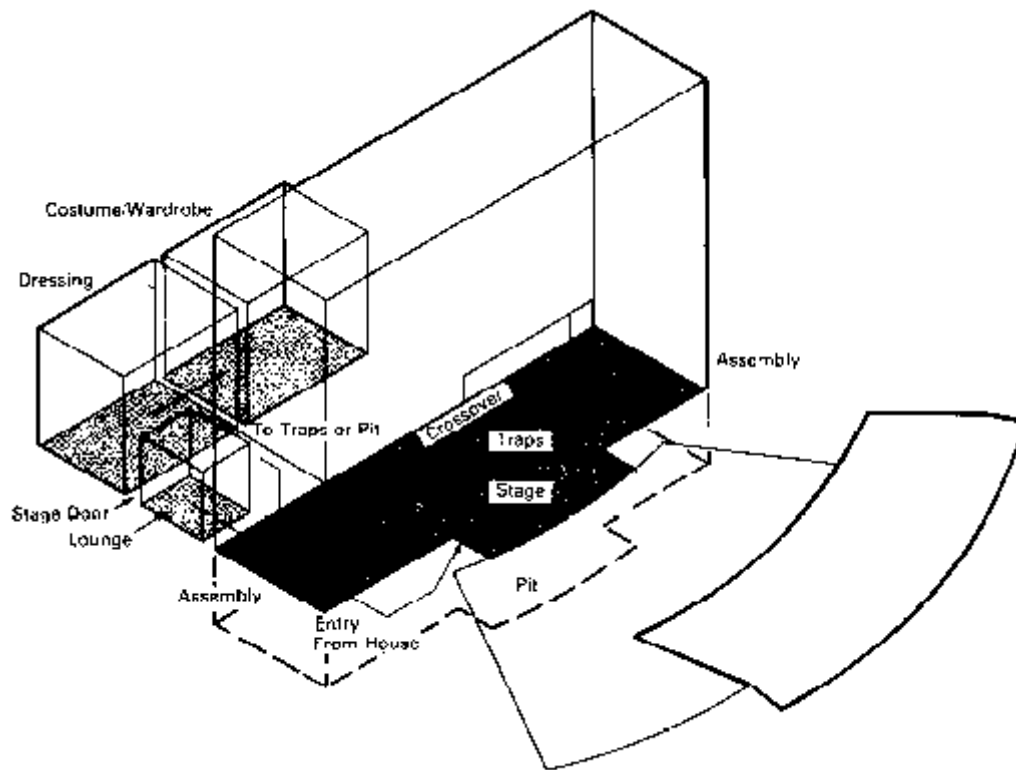 Costume/Wardrobe
Dressing
Assembly
Crossover
To Traps or Pit
Traps
Stage
Stage Door
Lounge
Pit
Assembly
Entry
From House